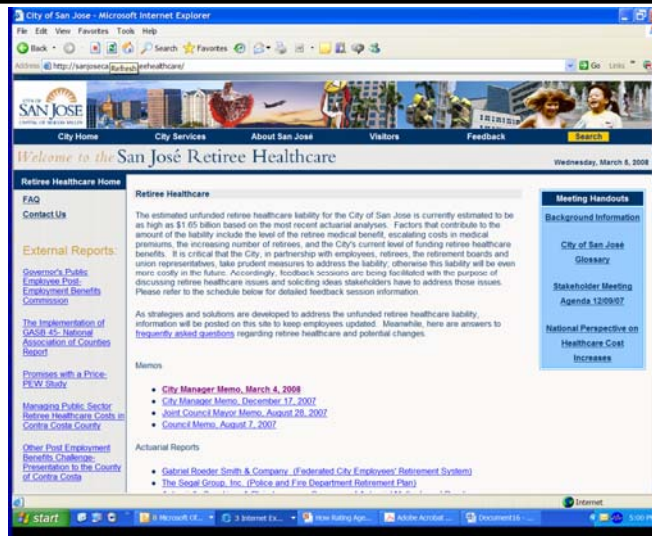 City of San Jose - Microsoft Internet Explorer
File Edit View Favorites Tools Help
Back Search Favorites
Address Refresh Go Links
SAN JOSE
City Home City Services About San José Visitors Feedback Search
Welcome to the San José Retiree Healthcare
Wednesday, March 5, 2008
Retiree Healthcare Home
FAQ
Contact Us
External Reports:
Governor's Public
Employee Post-
Employment Benefits
Commission
The Implementation of
GASB 45- National
Association of Counties
Report
Promises with a Price-
PEW Study
Managing Public Sector
Retiree Healthcare Costs in
Contra Costa County
Other Post Employment
Benefits Challenge-
Presentation to the County
of Contra Costa
Retiree Healthcare
The estimated unfunded retiree healthcare liability for the City of San Jose is currently estimated to be
as high as $1.65 billion based on the most recent actuarial analyses. Factors that contribute to the
amount of the liability include the level of the retiree medical benefit, escalating costs in medical
premiums, the increasing number of retirees, and the City's current level of funding retiree healthcare
benefits. It is critical that the City, in partnership with employees, retirees, the retirement boards and
union representatives, take prudent measures to address the liability; otherwise this liability will be even
more costly in the future. Accordingly, feedback sessions are being facilitated with the purpose of
discussing retiree healthcare issues and soliciting ideas stakeholders have to address those issues.
Please refer to the schedule below for detailed feedback session information.
As strategies and solutions are developed to address the unfunded retiree healthcare liability,
information will be posted on this site to keep employees updated. Meanwhile, here are answers to
frequently asked questions regarding retiree healthcare and potential changes.
Memos
• City Manager Memo, March 4, 2008
• City Manager Memo, December 17, 2007
• Joint Council Mayor Memo, August 28, 2007
• Council Memo, August 7, 2007
Actuarial Reports
• Gabriel Roeder Smith & Company (Federated City Employees' Retirement System)
• The Segal Group, Inc. (Police and Fire Department Retirement Plan)
Meeting Handouts
Background Information
City of San José
Glossary
Stakeholder Meeting
Agenda 12/09/07
National Perspective on
Healthcare Cost
Increases
Internet
start 8 Microsoft Of... 3 Internet Ex... How Rating Age... Adobe Acrobat ... Document16 - ... 5:00 PM